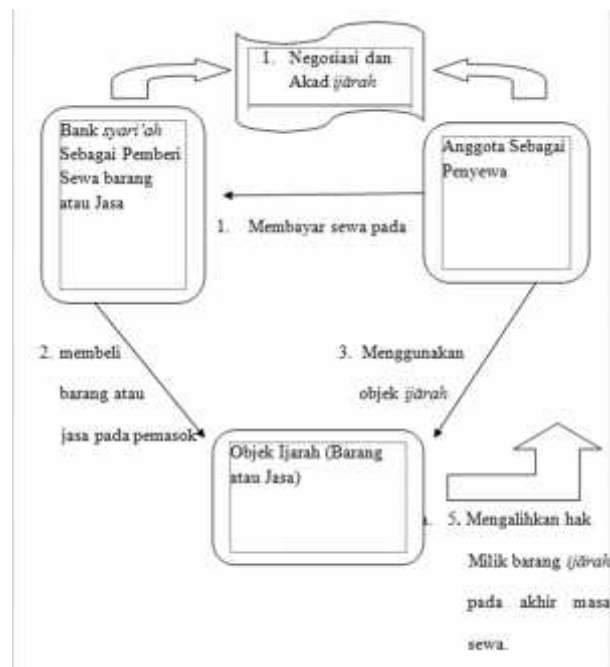 1. Negosiasi dan
Akad ijārah
Bank syari'ah
Sebagai Pemberi
Sewa barang
atau Jasa
Anggota Sebagai
Penyewa
1. Membayar sewa pada
2. membeli
barang atau
jasa pada pemasok
3. Menggunakan
objek ijārah
Objek Ijarah (Barang
atau Jasa)
a. 5. Mengalihkan hak
Milik barang ijārah
pada akhir masa
sewa.